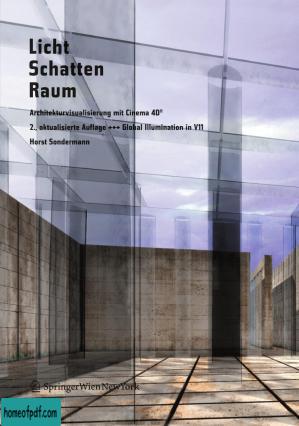 Licht
Schatten
Raum
Architekturvisualisierung mit Cinema 4D®
2., aktualisierte Auflage +++ Global Illumination in V11
Horst Sondermann
SpringerWienNewYork
homeofpdf.com